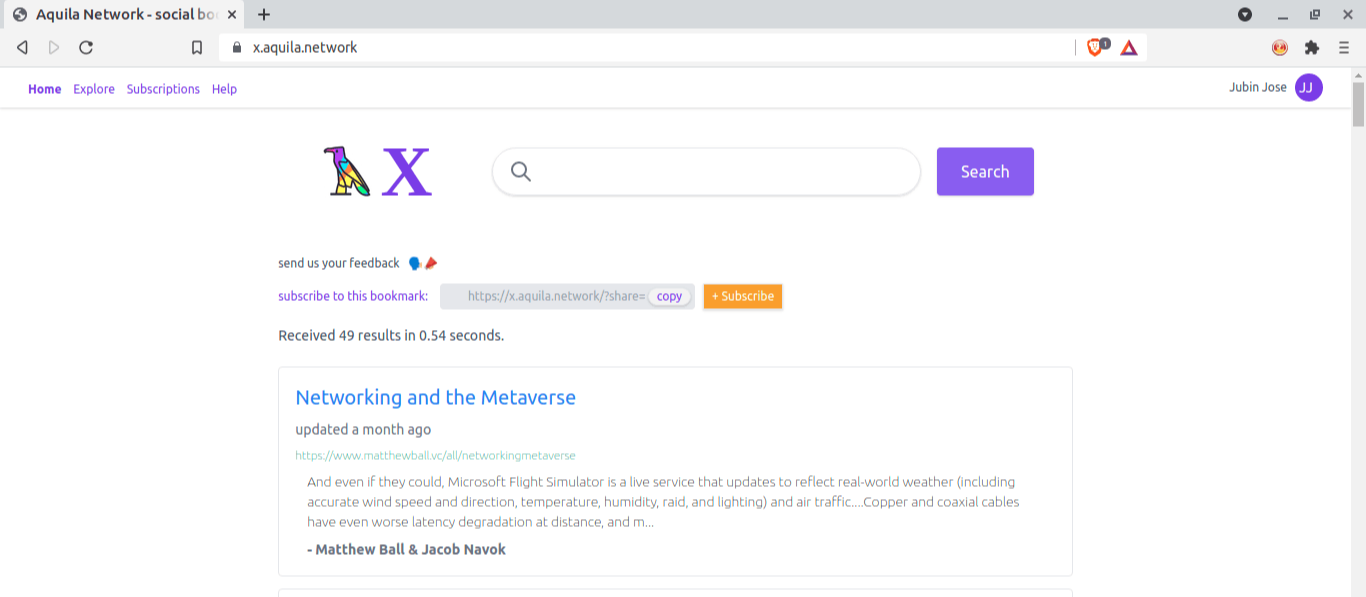 Aquila Network - social boo
x.aquila.network
1
Home Explore Subscriptions Help
Jubin Jose JJ
X
Search
send us your feedback
subscribe to this bookmark: https://x.aquila.network/?share= copy + Subscribe
Received 49 results in 0.54 seconds.
Networking and the Metaverse
updated a month ago
https://www.matthewball.vc/all/networkingmetaverse
And even if they could, Microsoft Flight Simulator is a live service that updates to reflect real-world weather (including
accurate wind speed and direction, temperature, humidity, raid, and lighting) and air traffic....Copper and coaxial cables
have even worse latency degradation at distance, and m...
- Matthew Ball & Jacob Navok